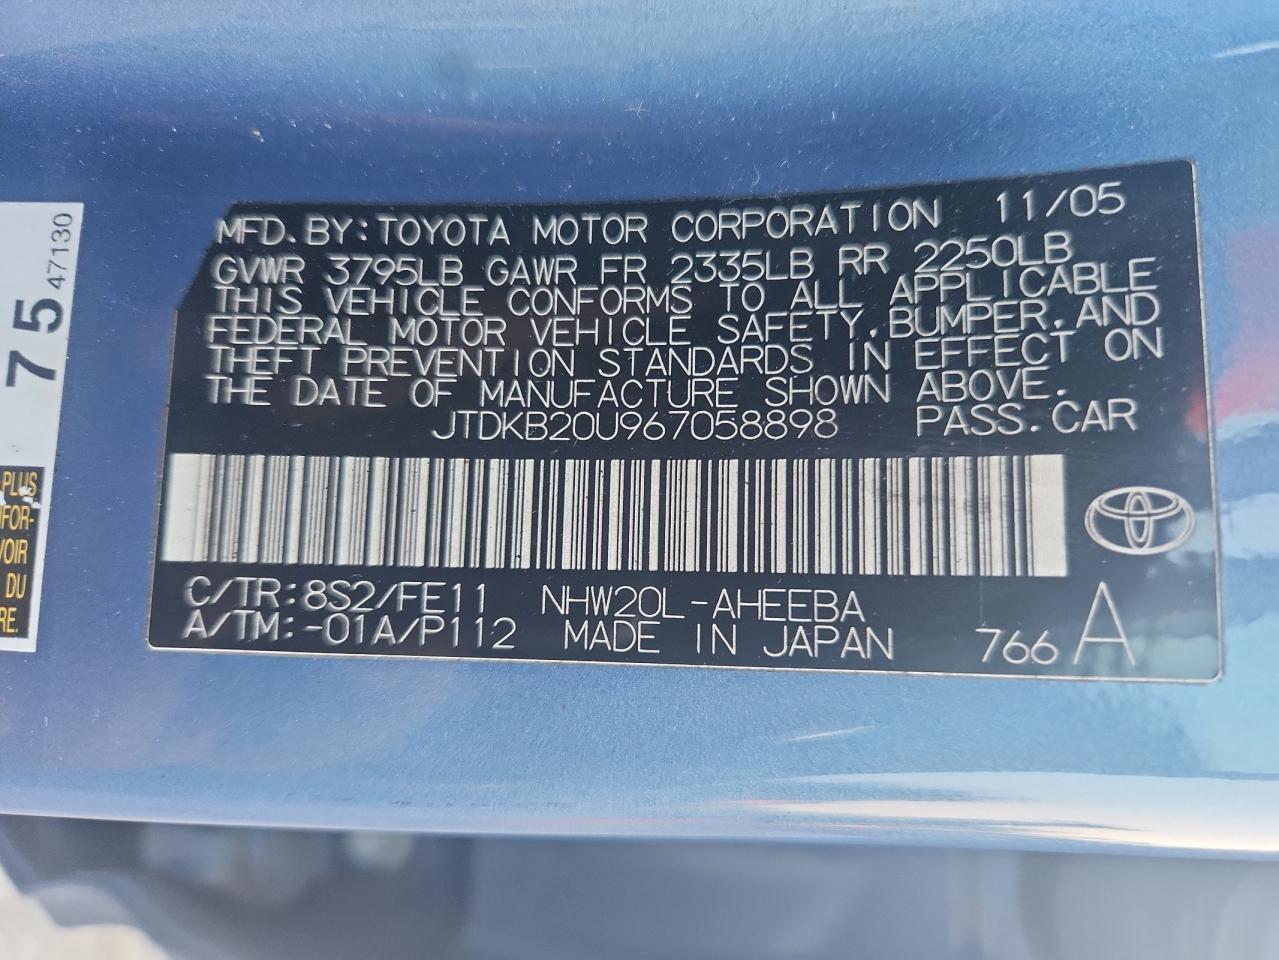 MFD.BY:TOYOTA MOTOR CORPORATION 11/05
GVWR 3795LB GAWR FR 2335LB RR 2250LB
THIS VEHICLE CONFORMS TO ALL APPLICABLE
FEDERAL MOTOR VEHICLE SAFETY,BUMPER,AND
THEFT PREVENTION STANDARDS IN EFFECT ON
THE DATE OF MANUFACTURE SHOWN ABOVE.
JTDKB20U967058898 PASS.CAR
C/TR:8S2/FE11 NHW20L-AHEEBA
A/TM:-01A/P112 MADE IN JAPAN 766 A
75
47130
PLUS
VOIR
DU